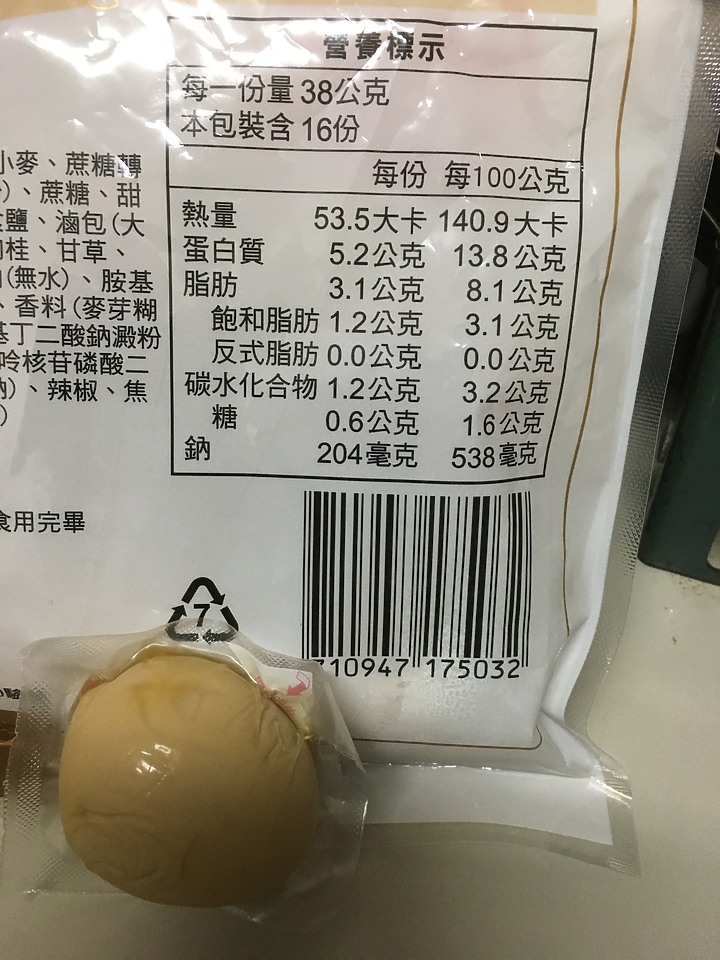 營養標示
每一份量 38公克
本包裝含 16份
每份 每100公克
熱量 53.5大卡 140.9大卡
蛋白質 5.2公克 13.8公克
脂肪 3.1公克 8.1公克
飽和脂肪 1.2公克 3.1公克
反式脂肪 0.0公克 0.0公克
碳水化合物 1.2公克 3.2公克
糖 0.6公克 1.6公克
鈉 204毫克 538毫克
小麥、蔗糖轉
)、蔗糖、甜
鹽、滷包(大
桂、甘草、
(無水)、胺基
、香料(麥芽糊
基丁二酸鈉澱粉
呤核苷磷酸二
)、辣椒、焦
)
食用完畢
7
710947 175032